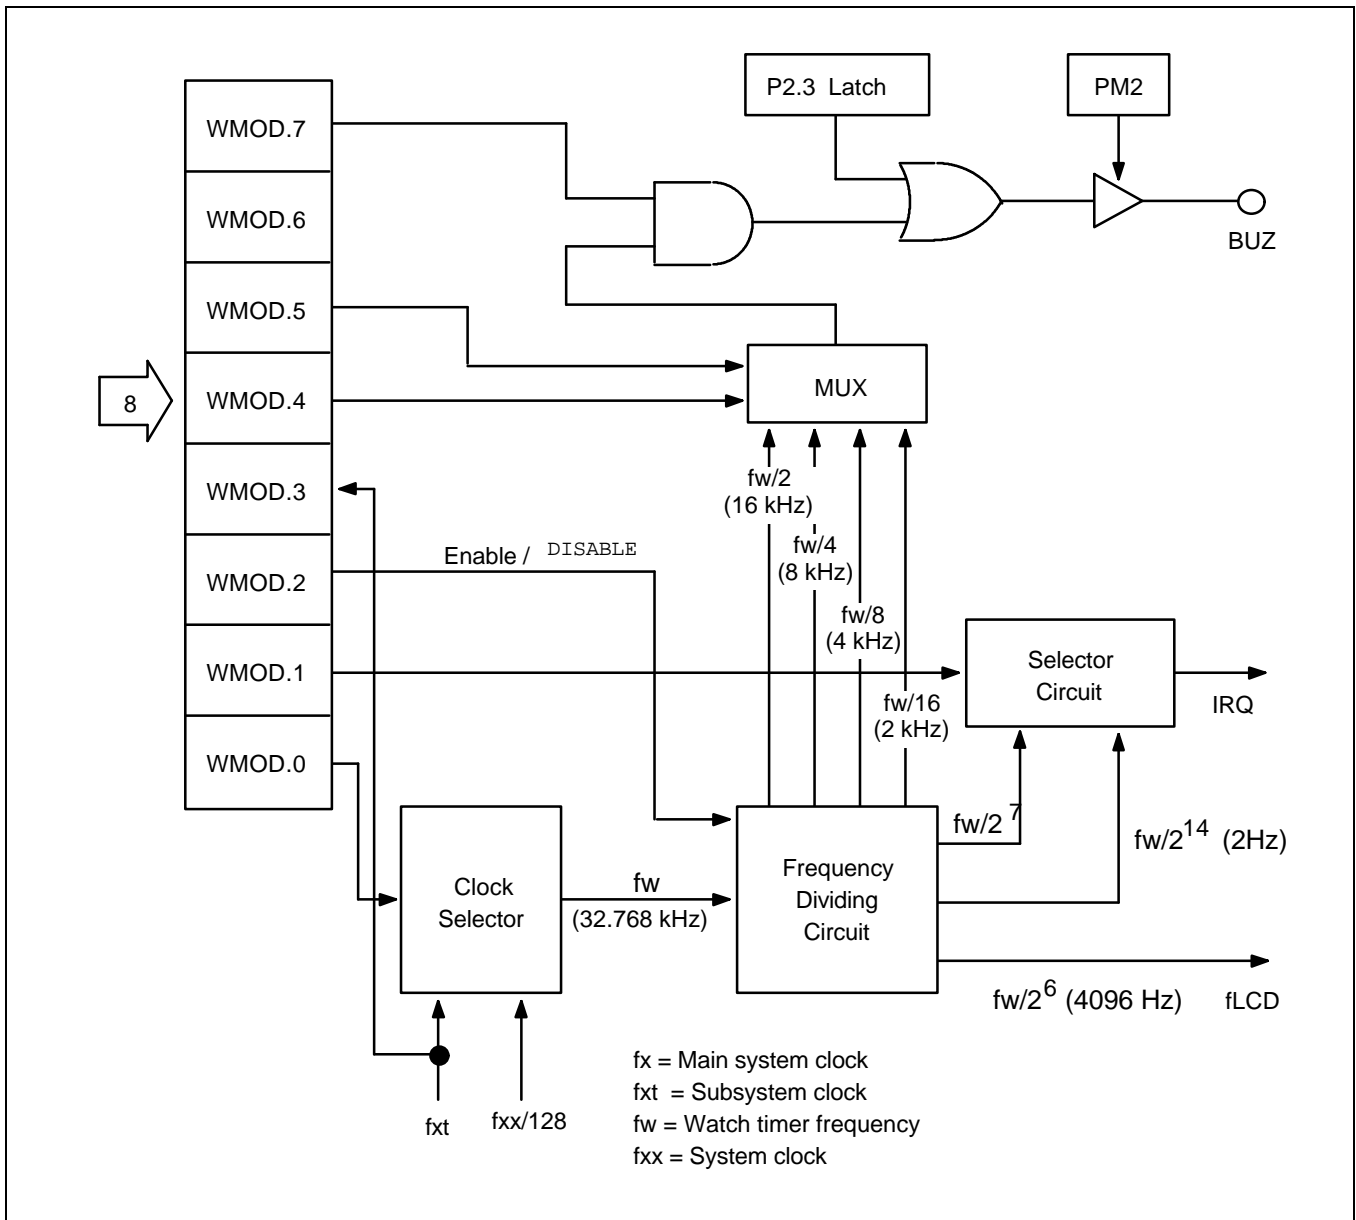 P2.3 Latch
PM2
WMOD.7
WMOD.6
WMOD.5
WMOD.4
WMOD.3
WMOD.2
WMOD.1
WMOD.0
8
BUZ
MUX
fw/2
(16 kHz)
fw/4
(8 kHz)
fw/8
(4 kHz)
fw/16
(2 kHz)
Enable / DISABLE
Selector
Circuit
IRQ
Clock
Selector
fw
(32.768 kHz)
Frequency
Dividing
Circuit
fw/2^7
fw/2^14 (2Hz)
fw/2^6 (4096 Hz)
fLCD
fxt
fxx/128
fx = Main system clock
fxt = Subsystem clock
fw = Watch timer frequency
fxx = System clock